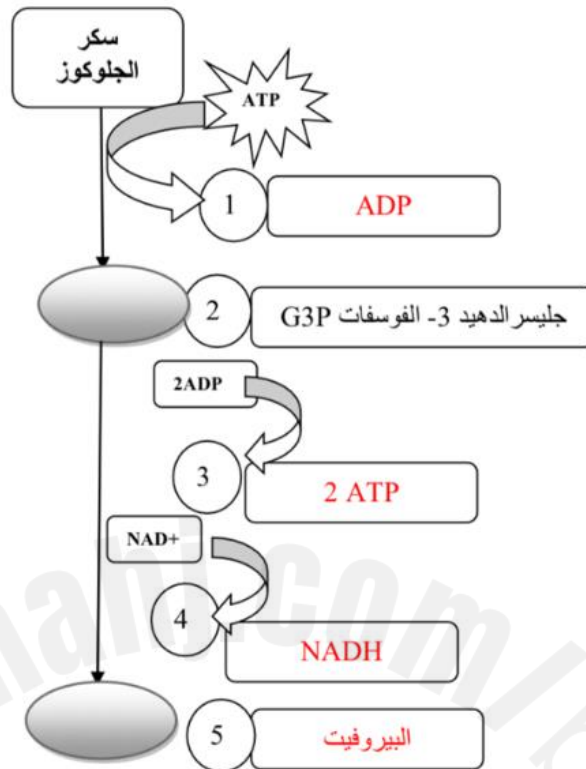 سكر
الجلوكوز
ATP
1
ADP
2
جليسرالدهيد 3- الفوسفات G3P
2ADP
3
2 ATP
NAD+
4
NADH
5
البيروفيت